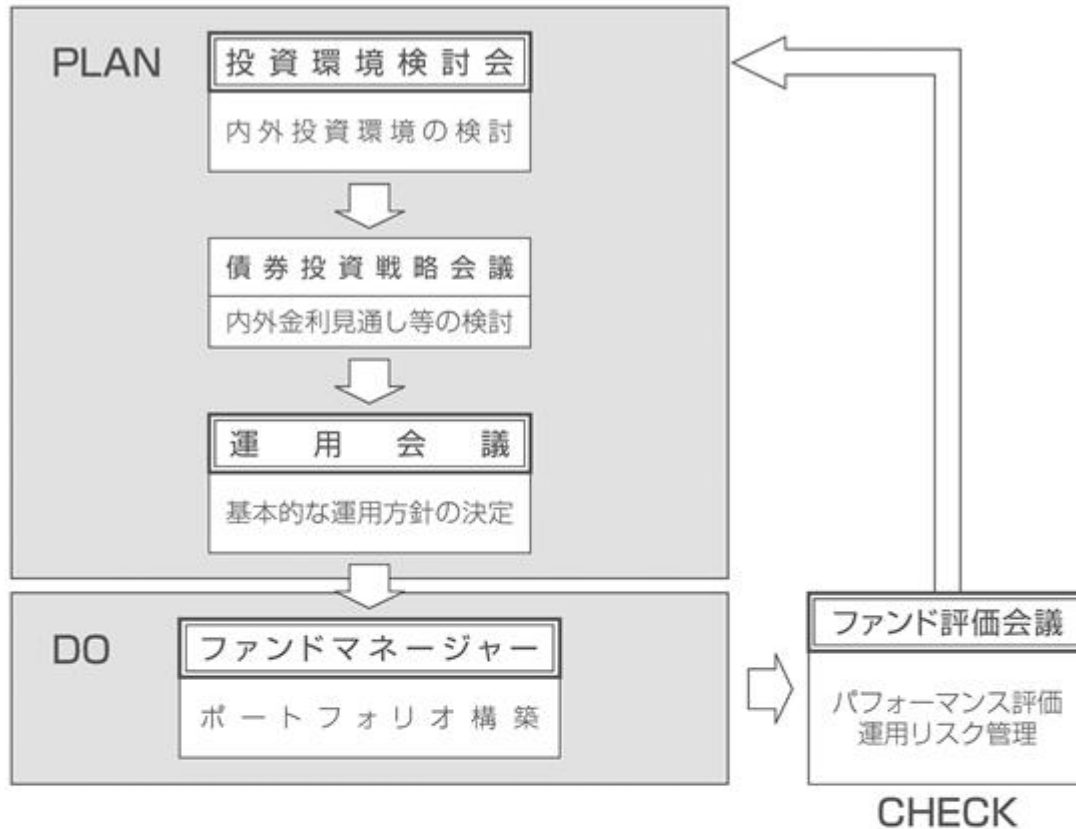 PLAN
投資環境検討会
内外投資環境の検討
債券投資戦略会議
内外金利見通し等の検討
運用会議
基本的な運用方針の決定
DO
ファンドマネージャー
ポートフォリオ構築
ファンド評価会議
パフォーマンス評価
運用リスク管理
CHECK